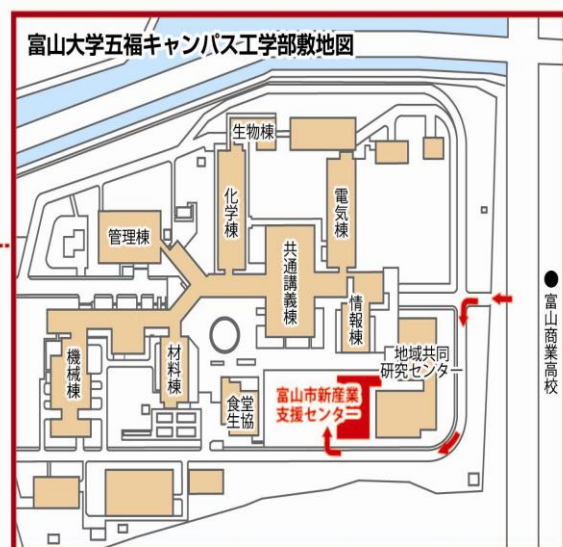 富山大学五福キャンパス工学部敷地図
生物棟
化学棟
電気棟
管理棟
共通講義棟
情報棟
富山商業高校
機械棟
材料棟
地域共同
研究センター
食堂
生協
富山市新産業
支援センター